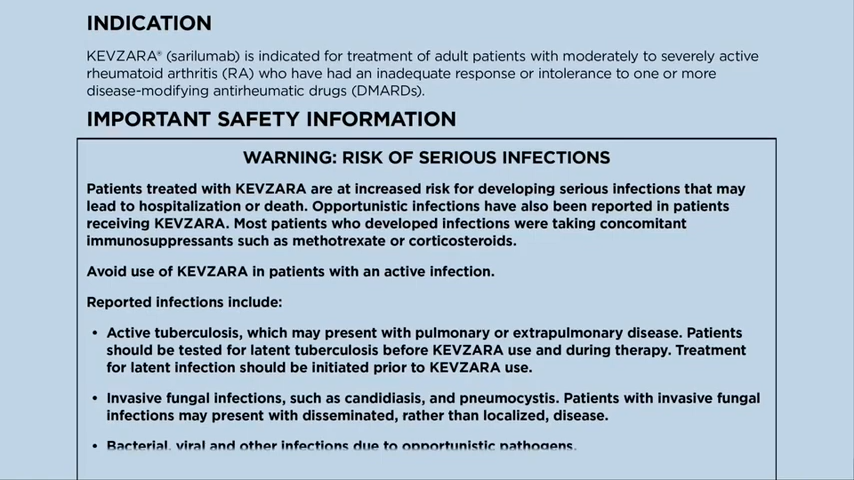 INDICATION
KEVZARA® (sarilumab) is indicated for treatment of adult patients with moderately to severely active
rheumatoid arthritis (RA) who have had an inadequate response or intolerance to one or more
disease-modifying antirheumatic drugs (DMARDs).
IMPORTANT SAFETY INFORMATION
WARNING: RISK OF SERIOUS INFECTIONS
Patients treated with KEVZARA are at increased risk for developing serious infections that may
lead to hospitalization or death. Opportunistic infections have also been reported in patients
receiving KEVZARA. Most patients who developed infections were taking concomitant
immunosuppressants such as methotrexate or corticosteroids.
Avoid use of KEVZARA in patients with an active infection.
Reported infections include:
• Active tuberculosis, which may present with pulmonary or extrapulmonary disease. Patients
should be tested for latent tuberculosis before KEVZARA use and during therapy. Treatment
for latent infection should be initiated prior to KEVZARA use.
• Invasive fungal infections, such as candidiasis, and pneumocystis. Patients with invasive fungal
infections may present with disseminated, rather than localized, disease.
• Bacterial, viral and other infections due to opportunistic pathogens.